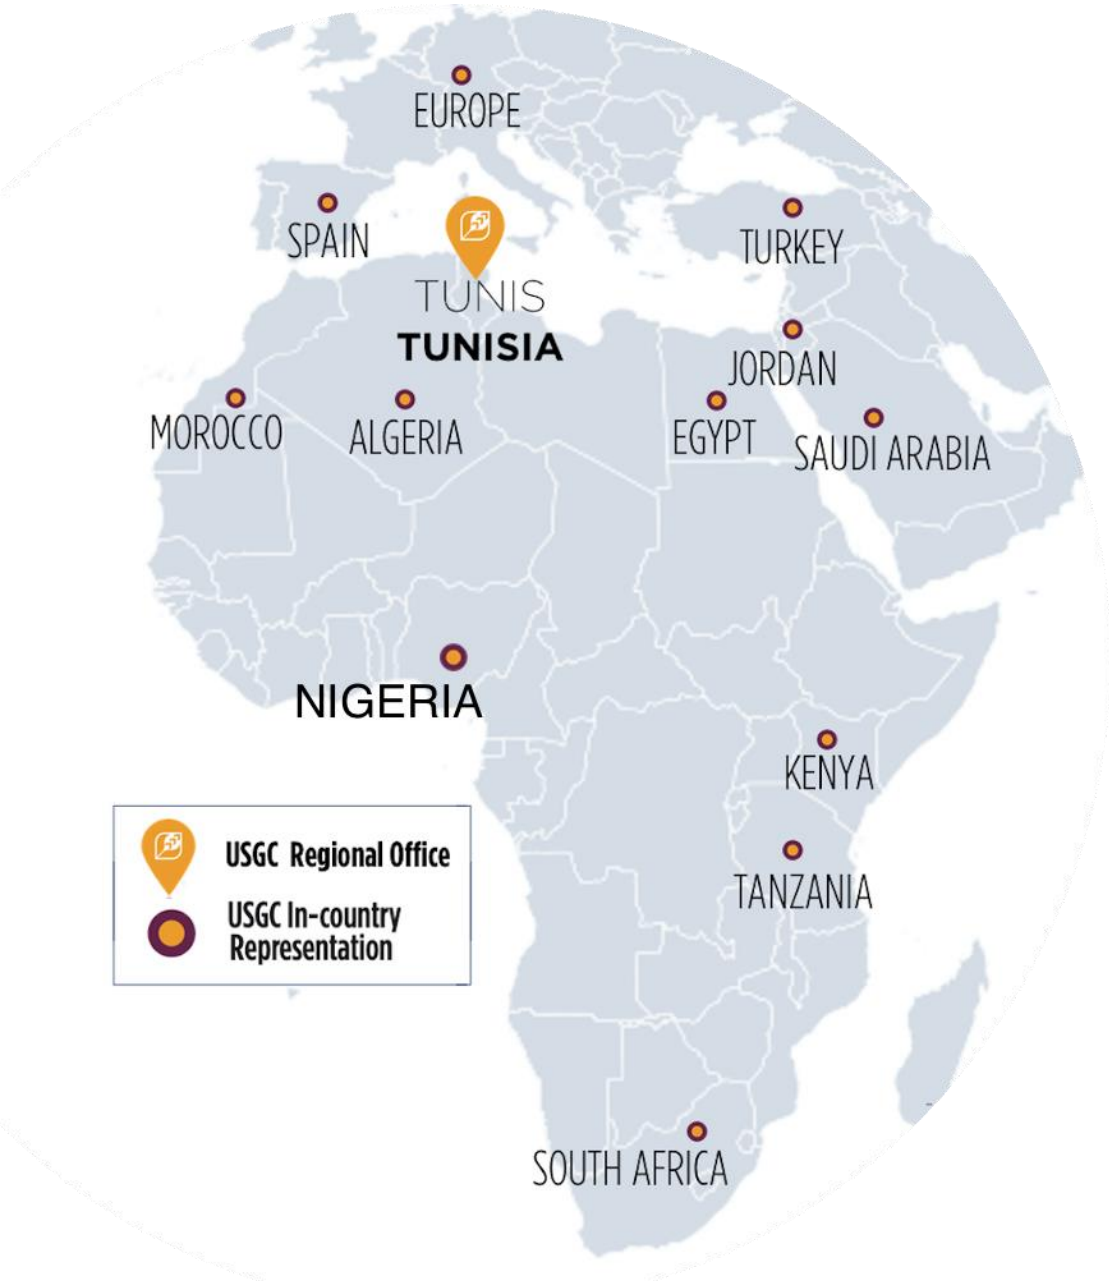 EUROPE
SPAIN
TURKEY
TUNIS
TUNISIA
JORDAN
MOROCCO
ALGERIA
EGYPT
SAUDI ARABIA
NIGERIA
KENYA
TANZANIA
SOUTH AFRICA
USGC Regional Office
USGC In-country
Representation